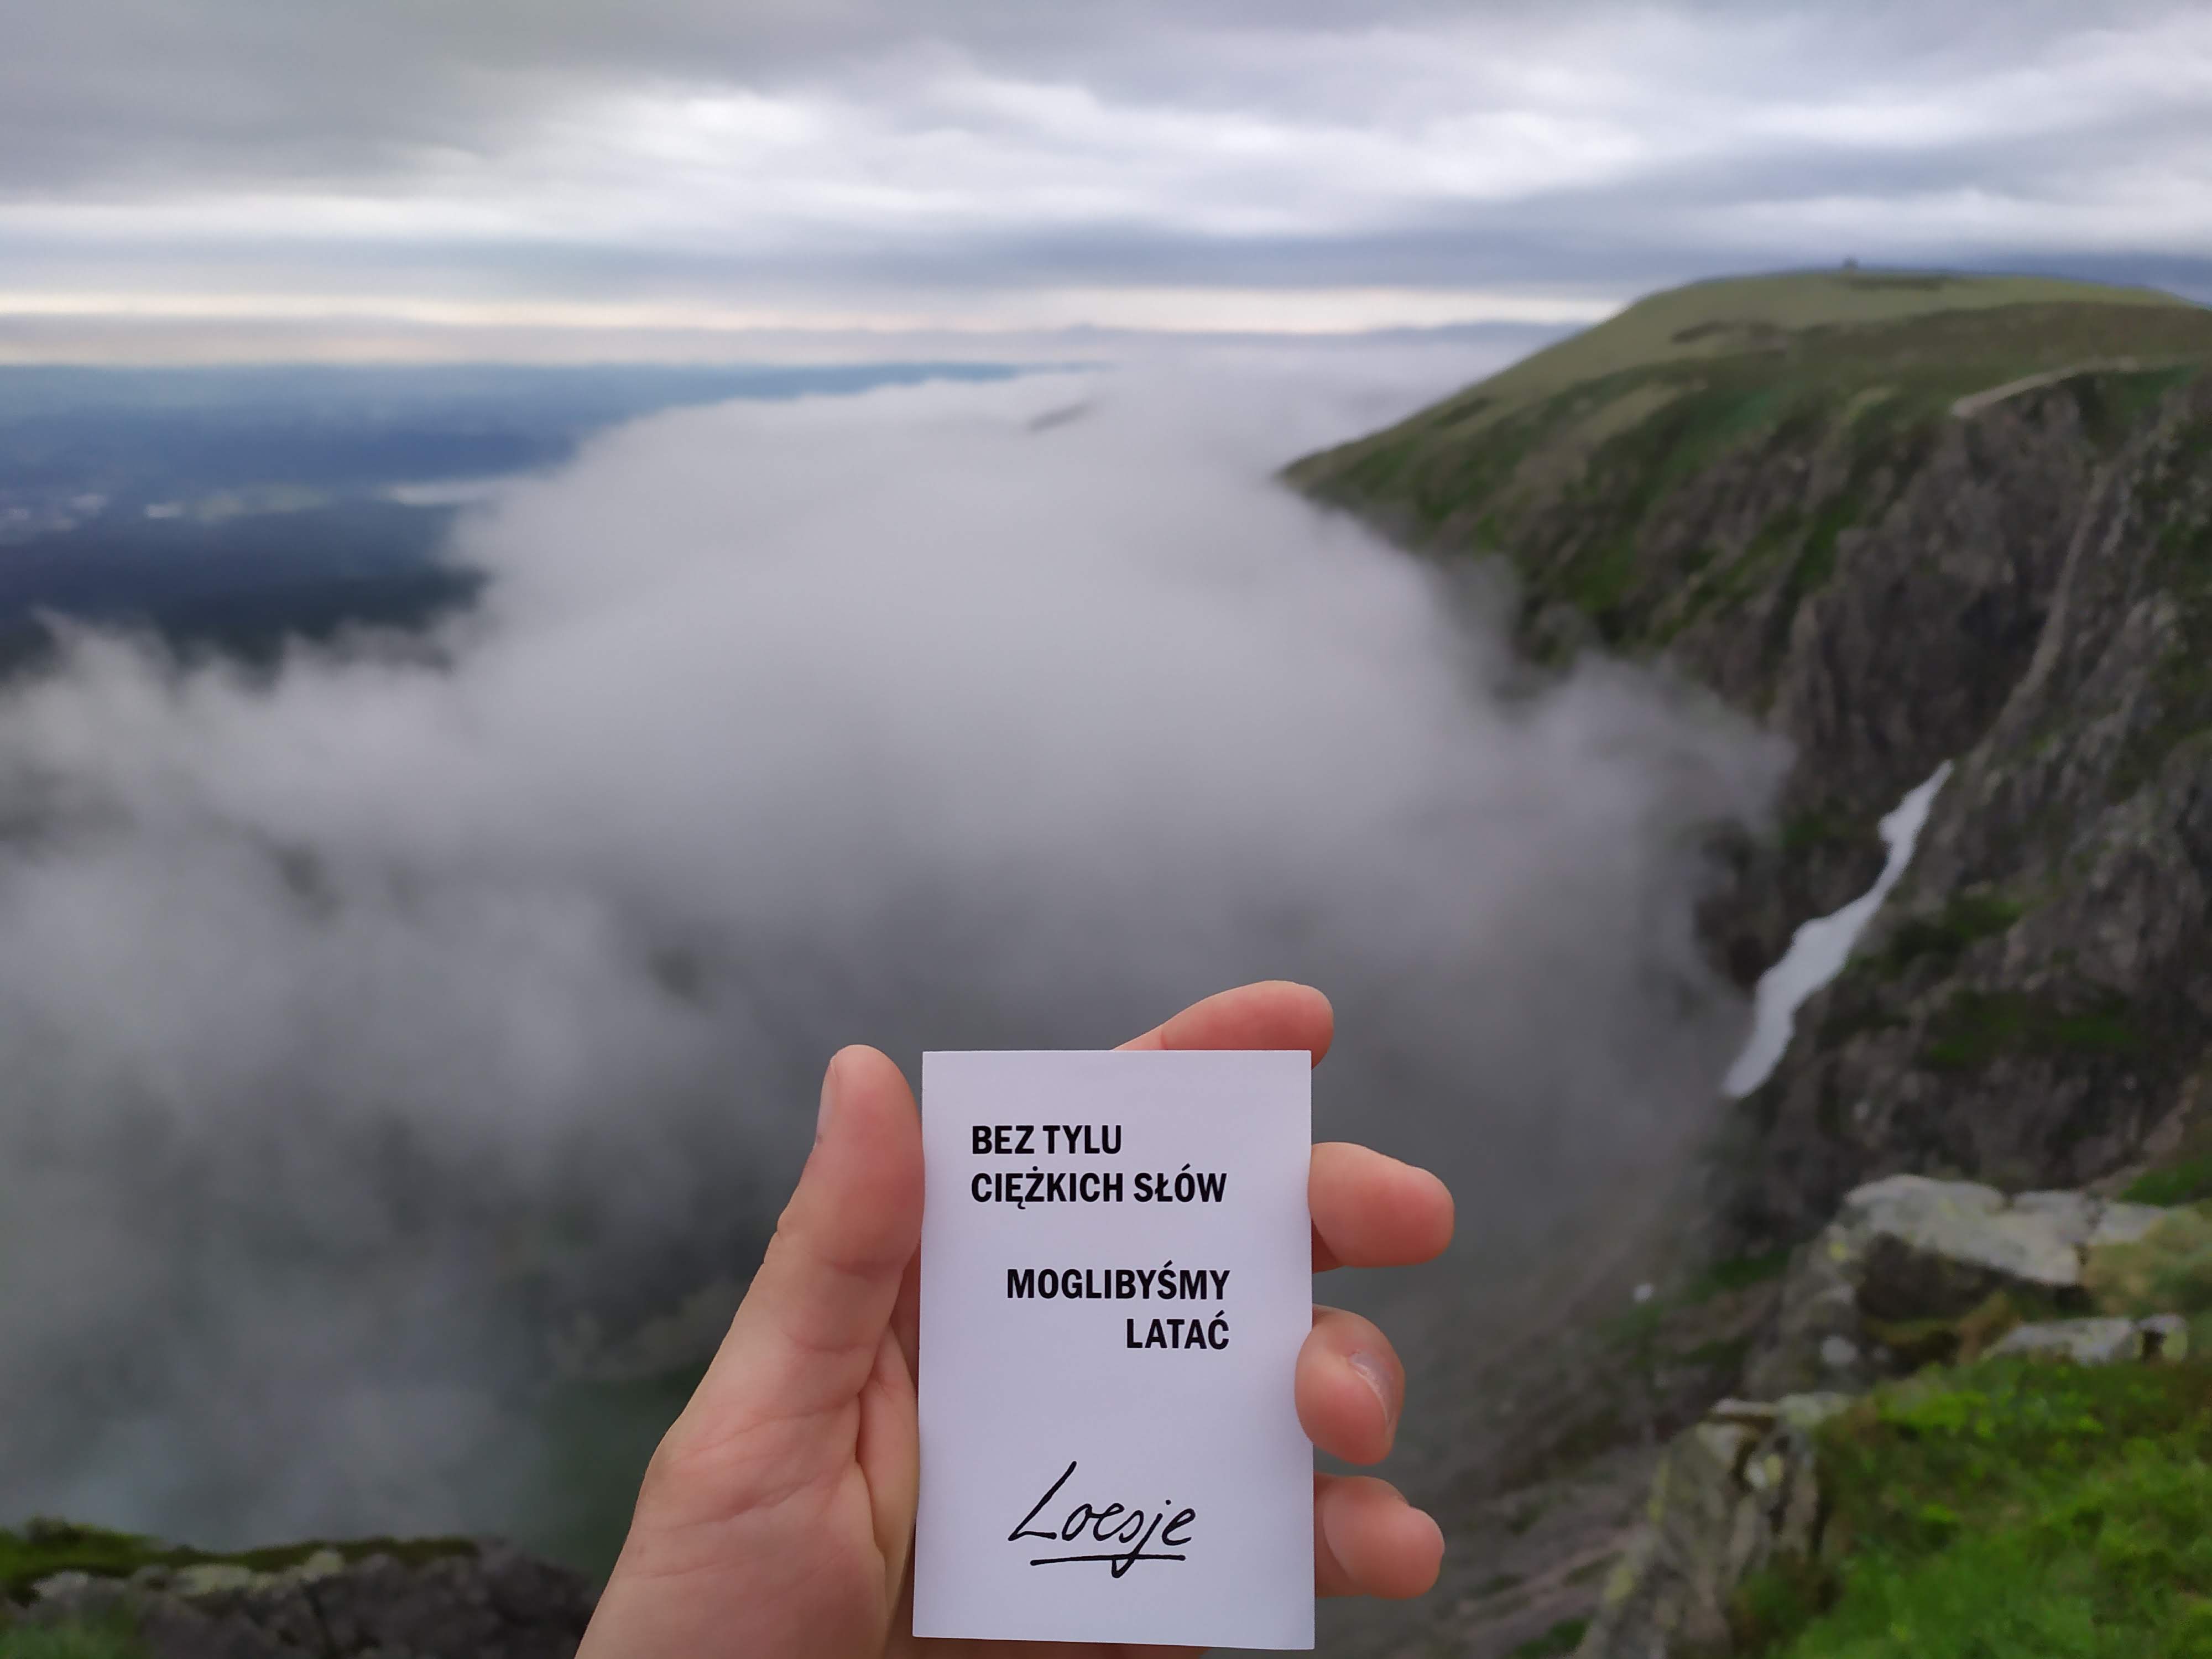 BEZ TYLU
CIĘŻKICH SŁÓW
MOGLIBYŚMY
LATAĆ
Loesje